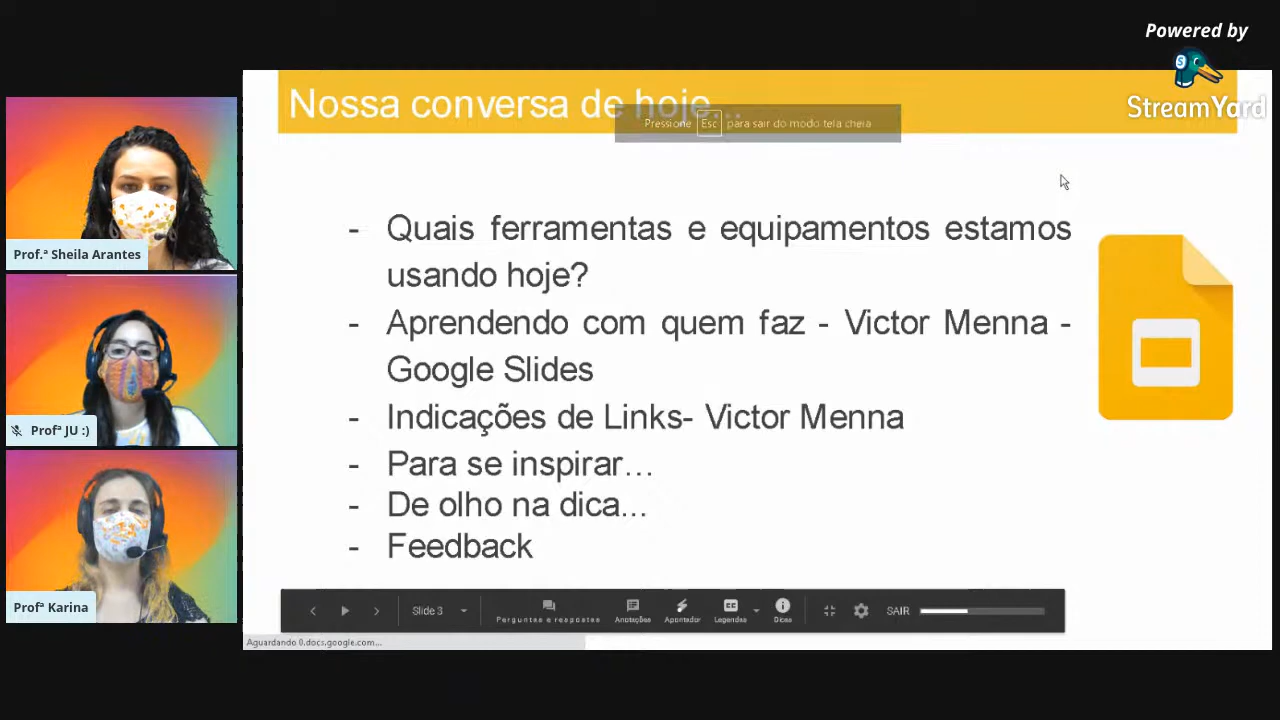 Powered by
StreamYard
Nossa conversa de hoje...
Pressione Esc para sair do modo tela cheia
- Quais ferramentas e equipamentos estamos
usando hoje?
- Aprendendo com quem faz - Victor Menna -
Google Slides
- Indicações de Links- Victor Menna
- Para se inspirar...
- De olho na dica...
- Feedback
Prof.ª Sheila Arantes
Profª JU :)
Profª Karina
Slide 3
Perguntas e respostas
Anotações
Apontador
Legendas
Dicas
SAIR
Aguardando 0.docs.google.com...